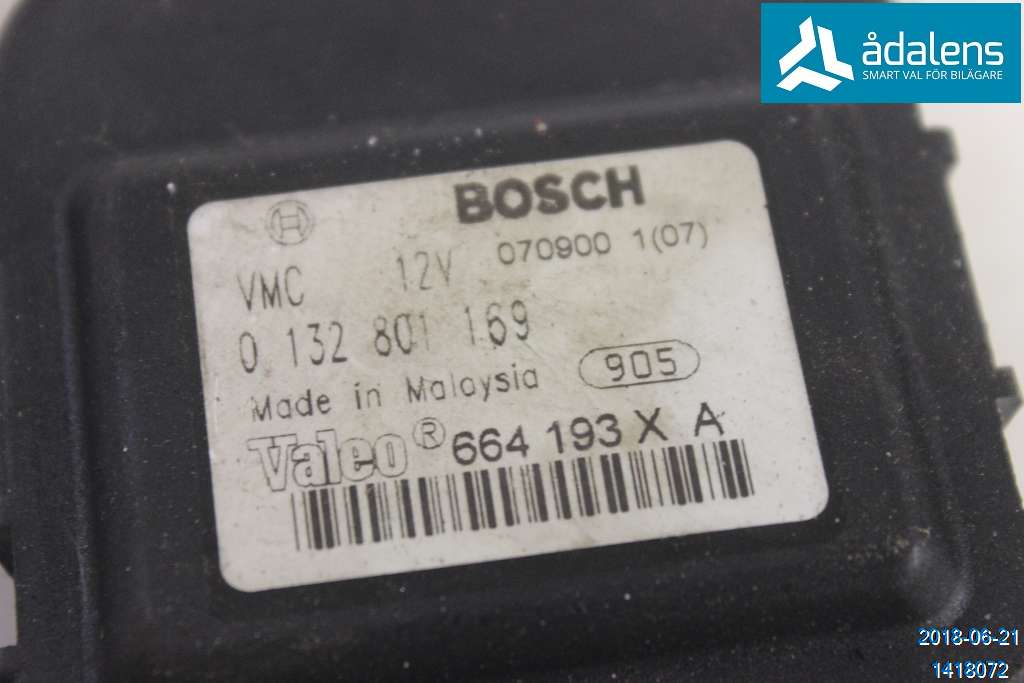 ådalens
SMART VAL FÖR BILÄGARE
BOSCH
VMC 12V 070900 1(07)
0 132 801 169
Made in Malaysia 905
Valeo® 664 193 X A
2018-06-21
1418072